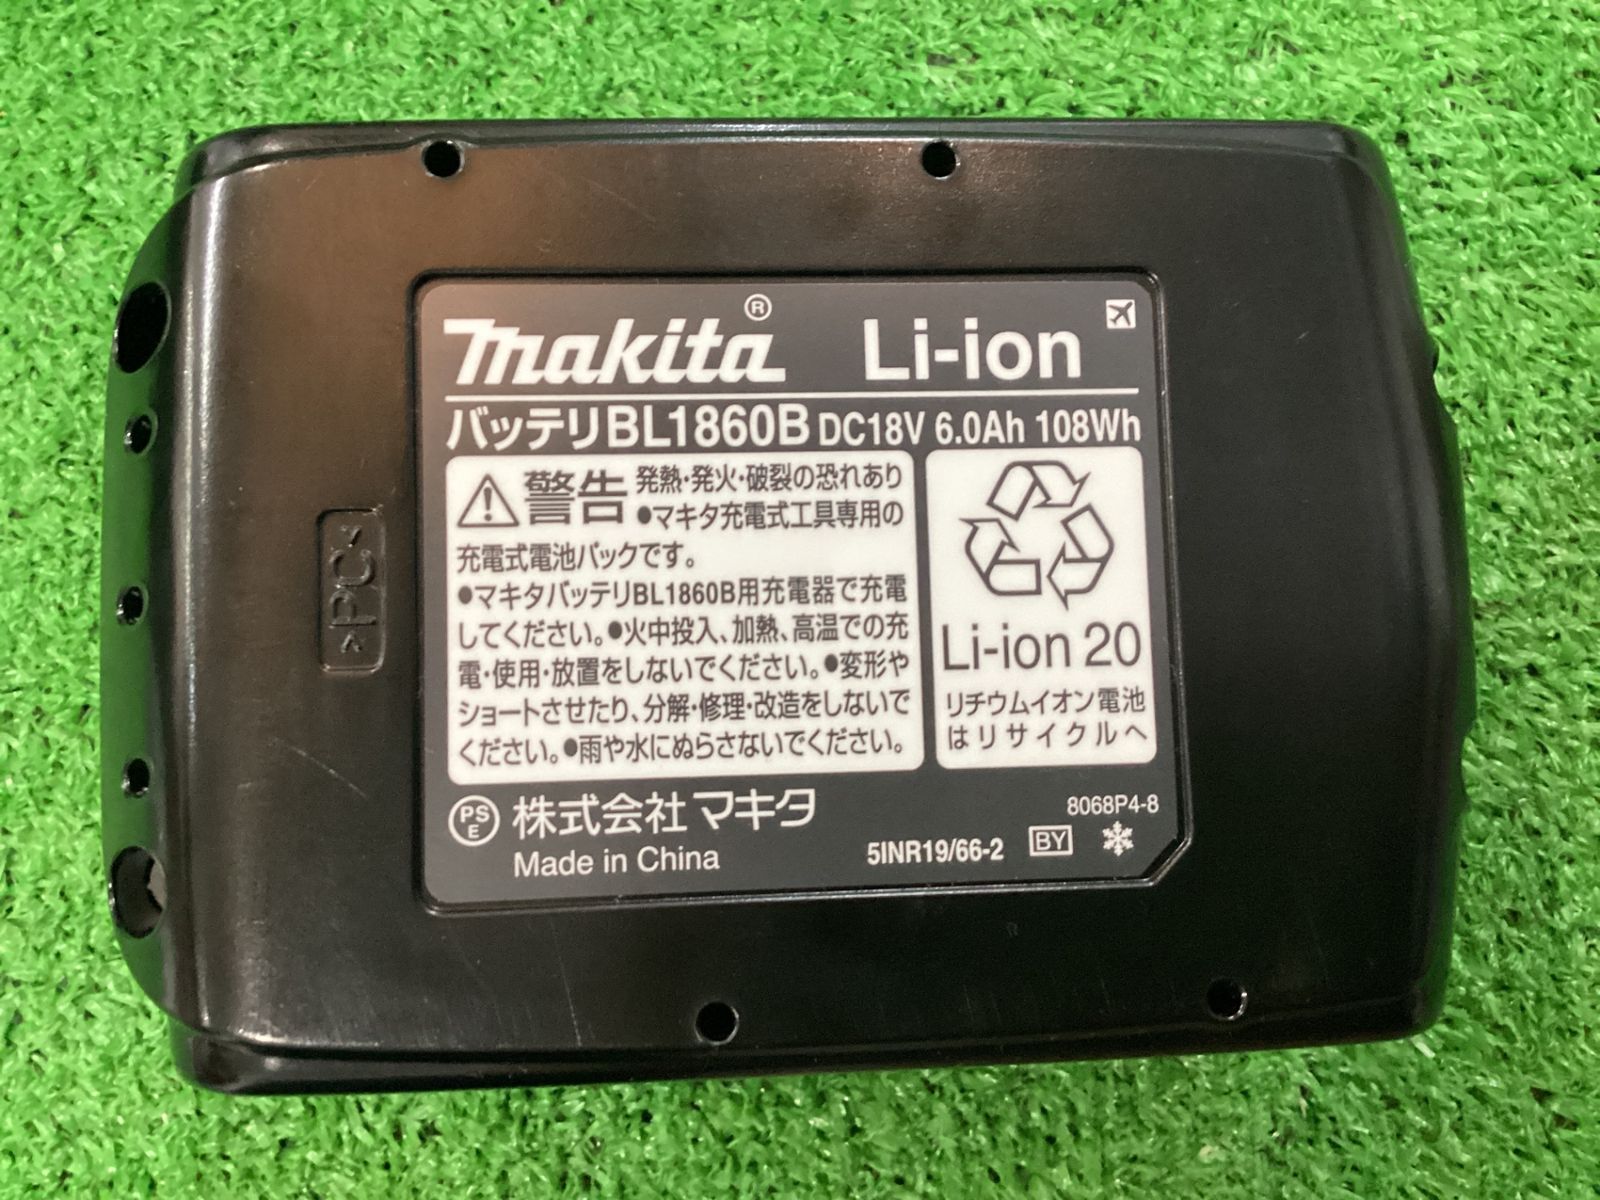 makita® Li-ion
バッテリBL1860B DC18V 6.0Ah 108Wh
警告 発熱・発火・破裂の恐れあり
●マキタ充電式工具専用の
充電式電池パックです。
●マキタバッテリBL1860B用充電器で充電
してください。●火中投入、加熱、高温での充
電・使用・放置をしないでください。●変形や
ショートさせたり、分解・修理・改造をしないで
ください。●雨や水にぬらさないでください。
Li-ion 20
リチウムイオン電池
はリサイクルへ
PS
E
株式会社マキタ
Made in China
8068P4-8
5INR19/66-2 BY
>PC<